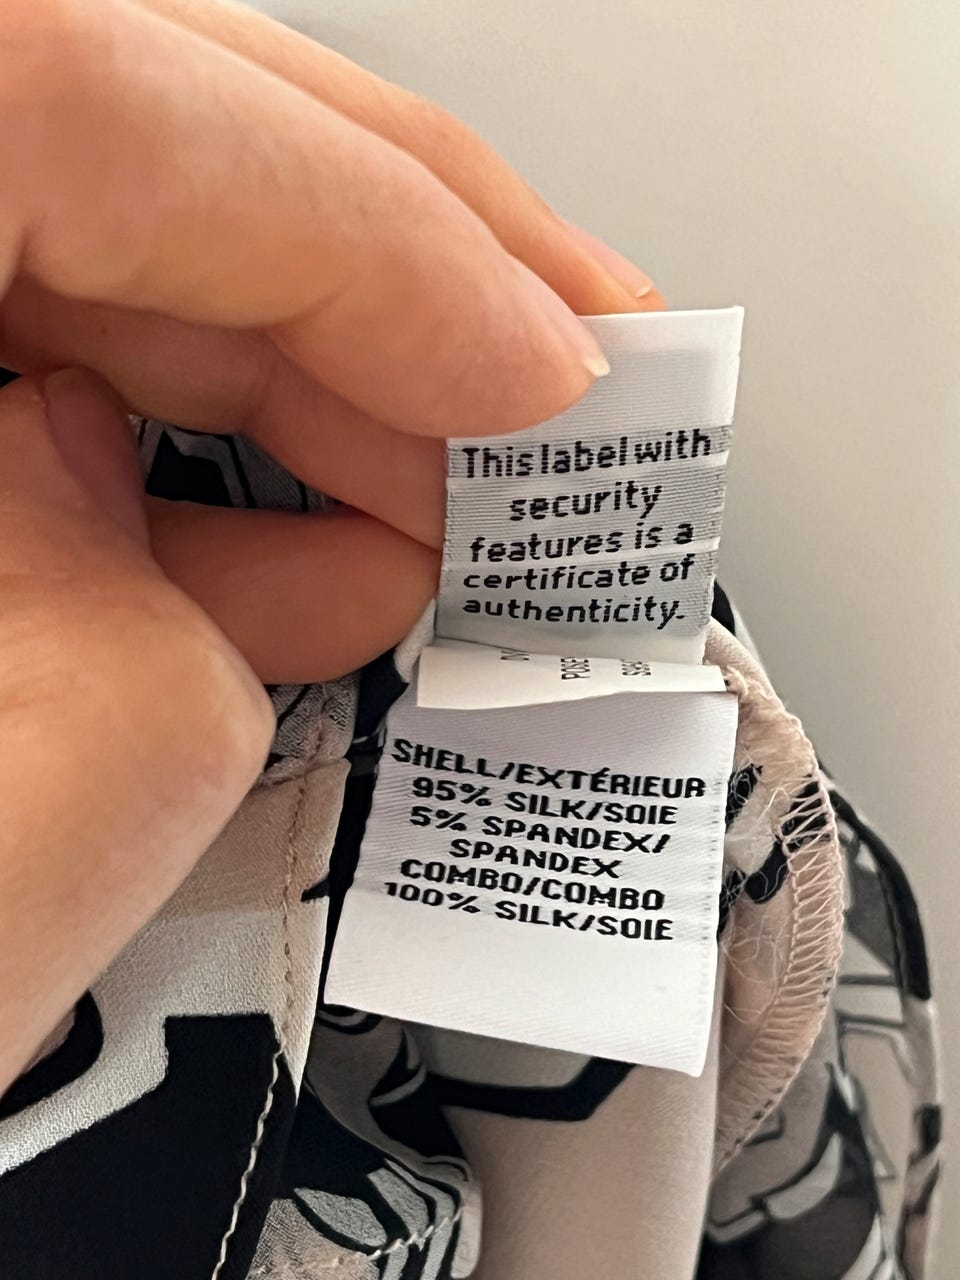 This label with
security
features is a
certificate of
authenticity.
SHELL/EXTÉRIEUR
95% SILK/SOIE
5% SPANDEX/
SPANDEX
COMBO/COMBO
100% SILK/SOIE